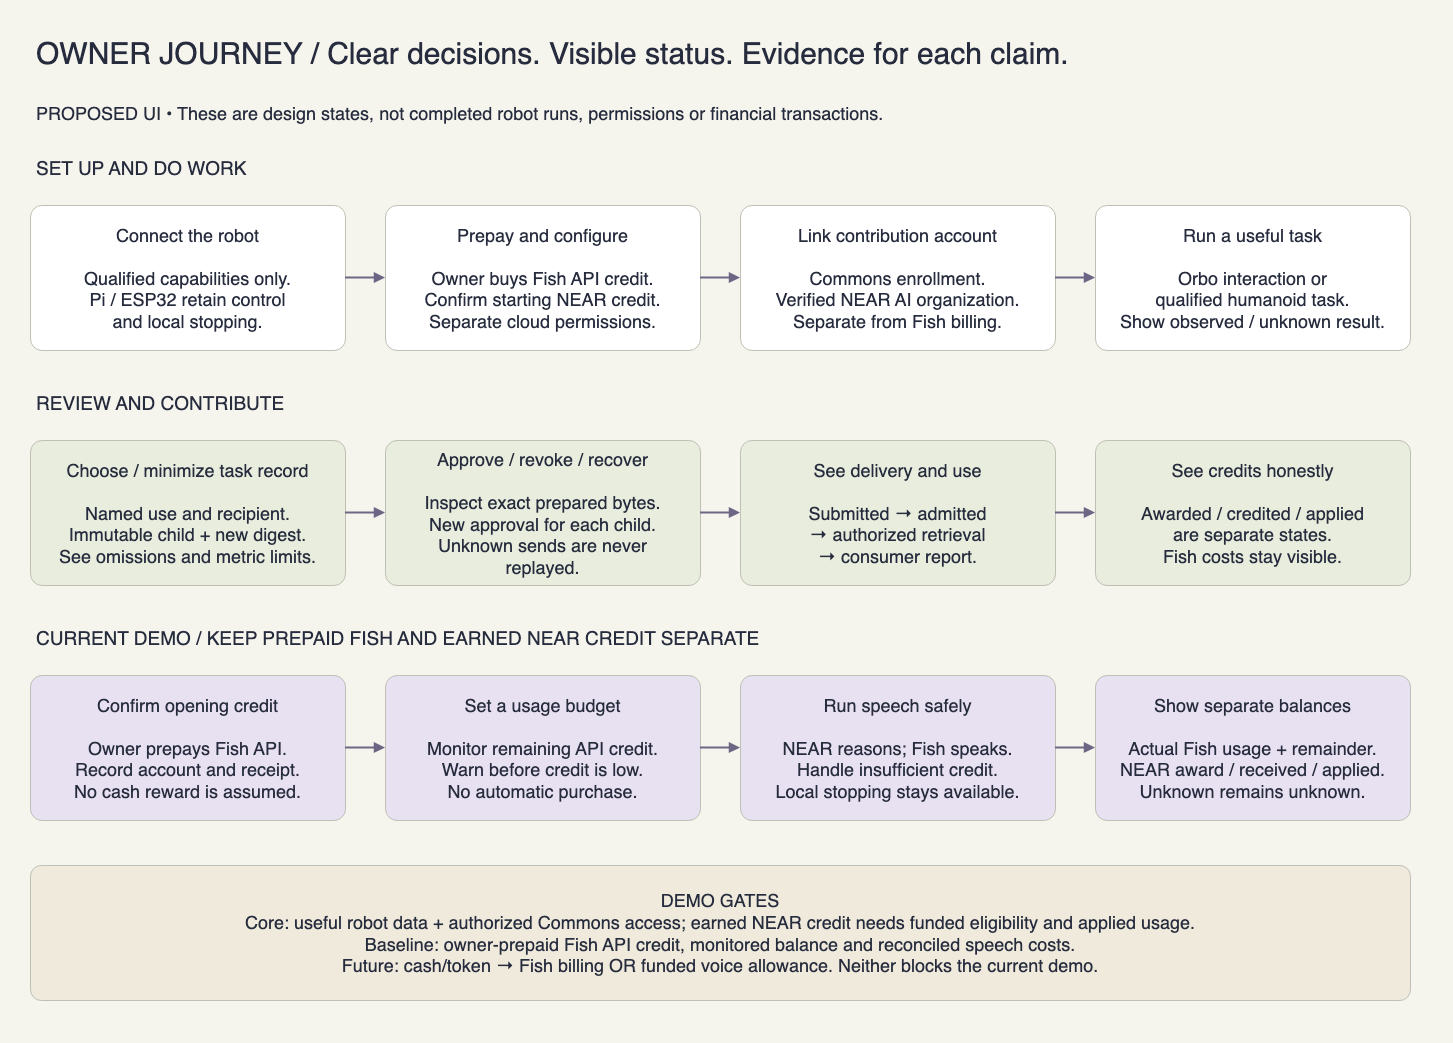 OWNER JOURNEY / Clear decisions. Visible status. Evidence for each claim.
PROPOSED UI • These are design states, not completed robot runs, permissions or financial transactions.
SET UP AND DO WORK
Connect the robot
Qualified capabilities only.
Pi / ESP32 retain control
and local stopping.
Prepay and configure
Owner buys Fish API credit.
Confirm starting NEAR credit.
Separate cloud permissions.
Link contribution account
Commons enrollment.
Verified NEAR AI organization.
Separate from Fish billing.
Run a useful task
Orbo interaction or
qualified humanoid task.
Show observed / unknown result.
REVIEW AND CONTRIBUTE
Choose / minimize task record
Named use and recipient.
Immutable child + new digest.
See omissions and metric limits.
Approve / revoke / recover
Inspect exact prepared bytes.
New approval for each child.
Unknown sends are never
replayed.
See delivery and use
Submitted → admitted
→ authorized retrieval
→ consumer report.
See credits honestly
Awarded / credited / applied
are separate states.
Fish costs stay visible.
CURRENT DEMO / KEEP PREPAID FISH AND EARNED NEAR CREDIT SEPARATE
Confirm opening credit
Owner prepays Fish API.
Record account and receipt.
No cash reward is assumed.
Set a usage budget
Monitor remaining API credit.
Warn before credit is low.
No automatic purchase.
Run speech safely
NEAR reasons; Fish speaks.
Handle insufficient credit.
Local stopping stays available.
Show separate balances
Actual Fish usage + remainder.
NEAR award / received / applied.
Unknown remains unknown.
DEMO GATES
Core: useful robot data + authorized Commons access; earned NEAR credit needs funded eligibility and applied usage.
Baseline: owner-prepaid Fish API credit, monitored balance and reconciled speech costs.
Future: cash/token → Fish billing OR funded voice allowance. Neither blocks the current demo.